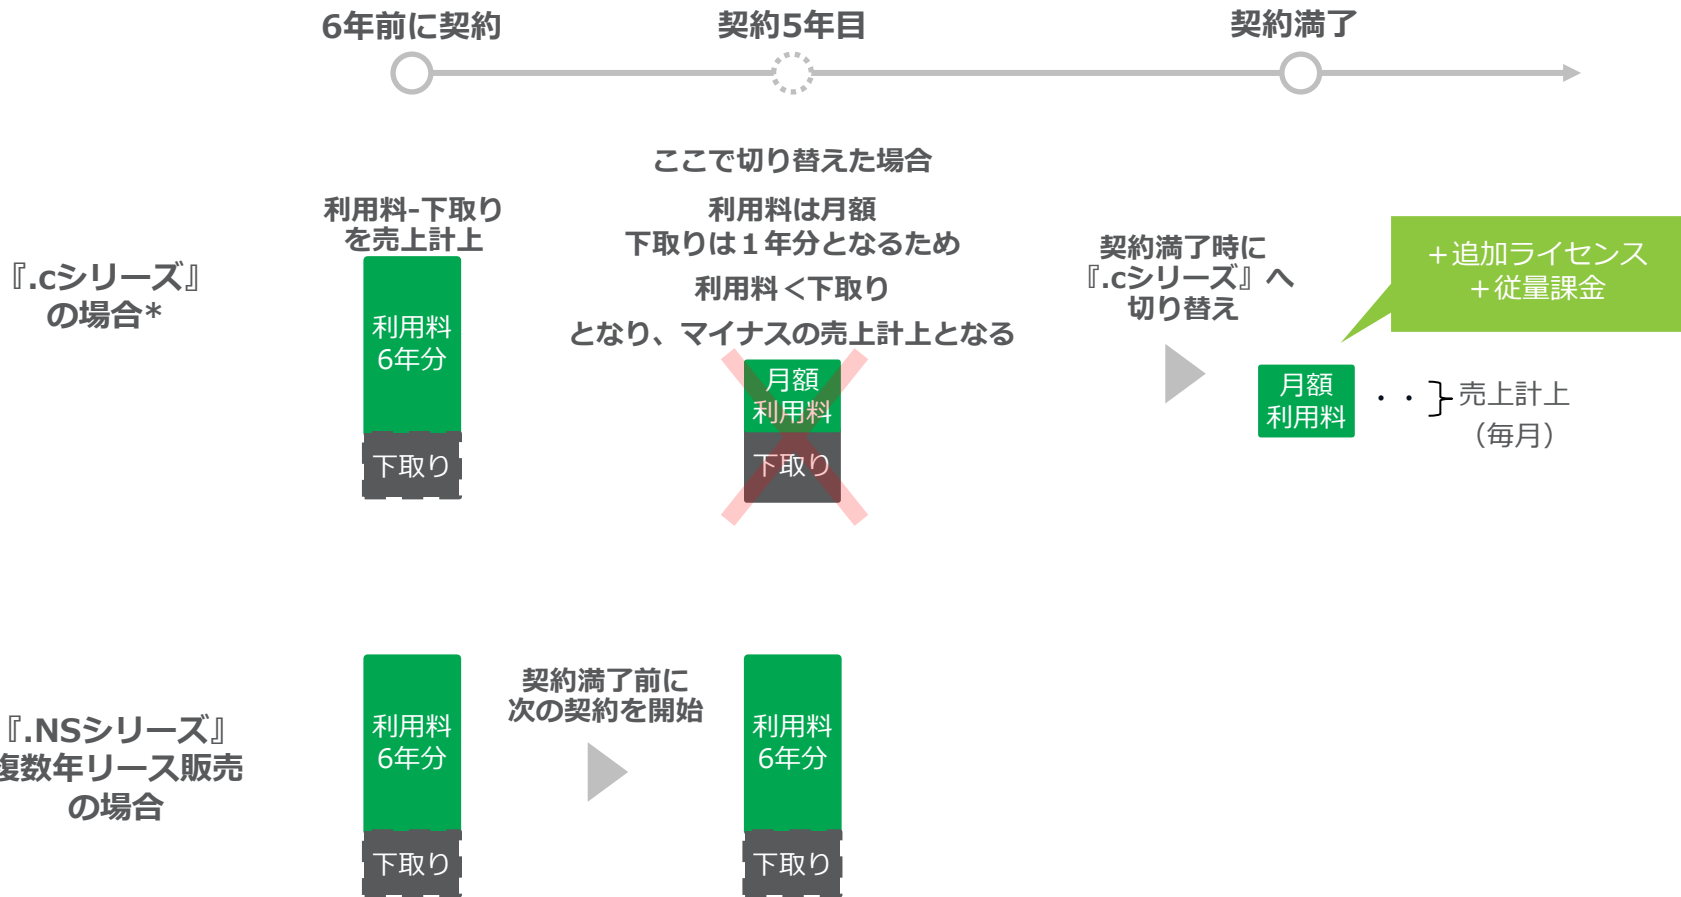 6年前に契約
契約5年目
契約満了
『.cシリーズ』
の場合*
利用料-下取り
を売上計上
利用料
6年分
下取り
ここで切り替えた場合
利用料は月額
下取りは１年分となるため
利用料＜下取り
となり、マイナスの売上計上となる
月額
利用料
下取り
契約満了時に
『.cシリーズ』へ
切り替え
＋追加ライセンス
＋従量課金
月額
利用料
・・
売上計上
（毎月）
『.NSシリーズ』
複数年リース販売
の場合
利用料
6年分
下取り
契約満了前に
次の契約を開始
利用料
6年分
下取り